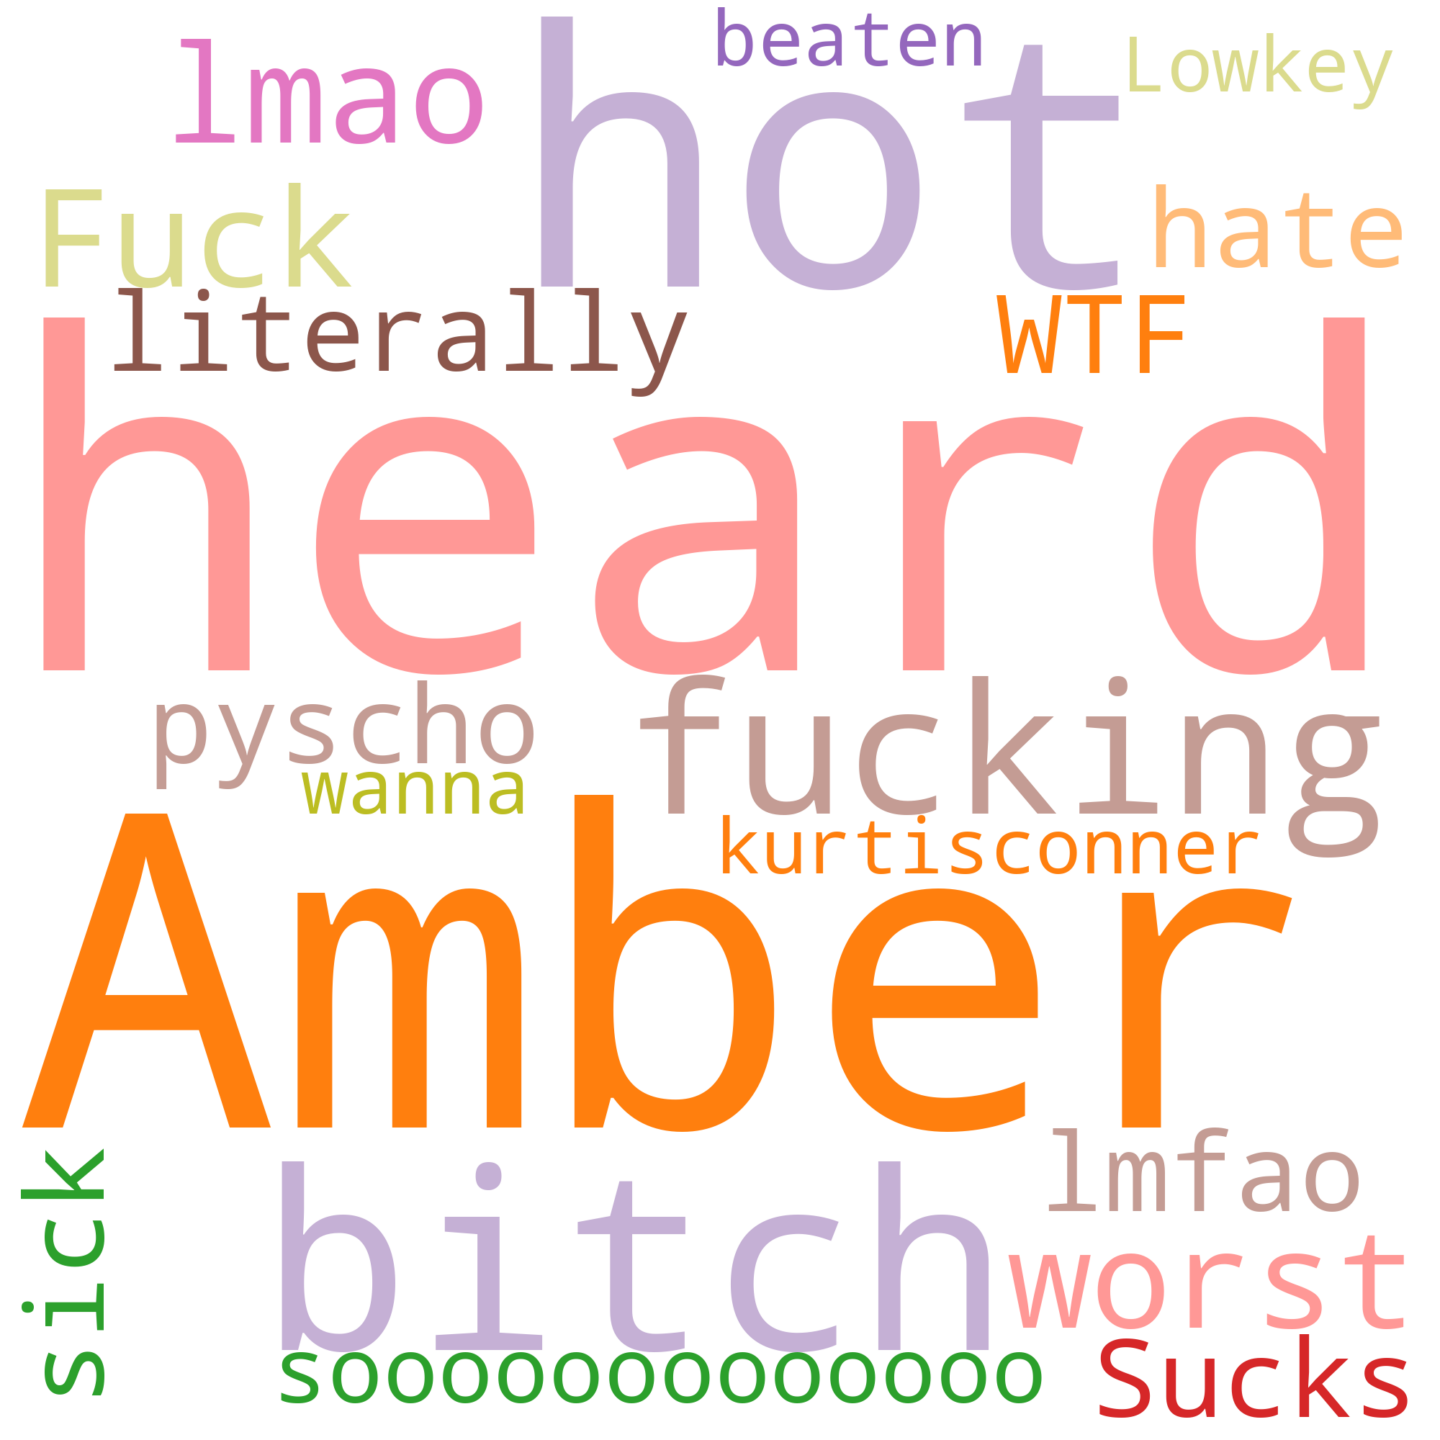 beaten
Lowkey
lmao
hot
Fuck
hate
literally
WTF
heard
pyscho
fucking
wanna
kurtisconner
Amber
sick
bitch
lmfao
worst
soooooooooooooo
Sucks